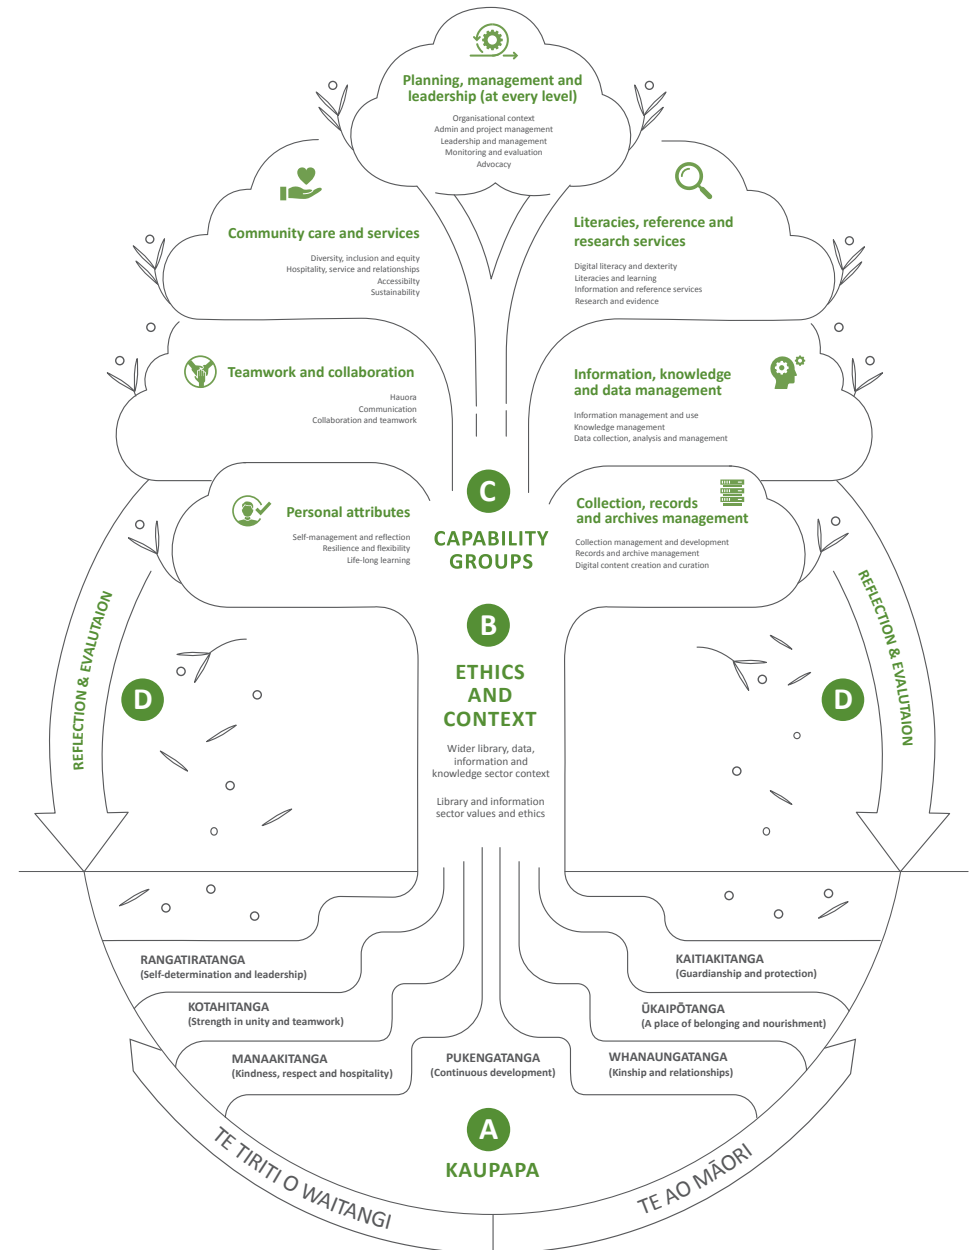 Planning, management and
leadership (at every level)
Organisational context
Admin and project management
Leadership and management
Monitoring and evaluation
Advocacy
Community care and services
Diversity, inclusion and equity
Hospitality, service and relationships
Accessibilty
Sustainability
Literacies, reference and
research services
Digital literacy and dexterity
Literacies and learning
Information and reference services
Research and evidence
Teamwork and collaboration
Hauora
Communication
Collaboration and teamwork
Information, knowledge
and data management
Information management and use
Knowledge management
Data collection, analysis and management
Personal attributes
Self-management and reflection
Resilience and flexibility
Life-long learning
Collection, records
and archives management
Collection management and development
Records and archive management
Digital content creation and curation
C
CAPABILITY
GROUPS
B
ETHICS
AND
CONTEXT
Wider library, data,
information and
knowledge sector context
Library and information
sector values and ethics
REFLECTION & EVALUTAION
D
REFLECTION & EVALUTAION
D
RANGATIRATANGA
(Self-determination and leadership)
KAITIAKITANGA
(Guardianship and protection)
KOTAHITANGA
(Strength in unity and teamwork)
ŪKAIPŌTANGA
(A place of belonging and nourishment)
MANAAKITANGA
(Kindness, respect and hospitality)
PUKENGATANGA
(Continuous development)
WHANAUNGATANGA
(Kinship and relationships)
A
KAUPAPA
TE TIRITI O WAITANGI
TE AO MĀORI